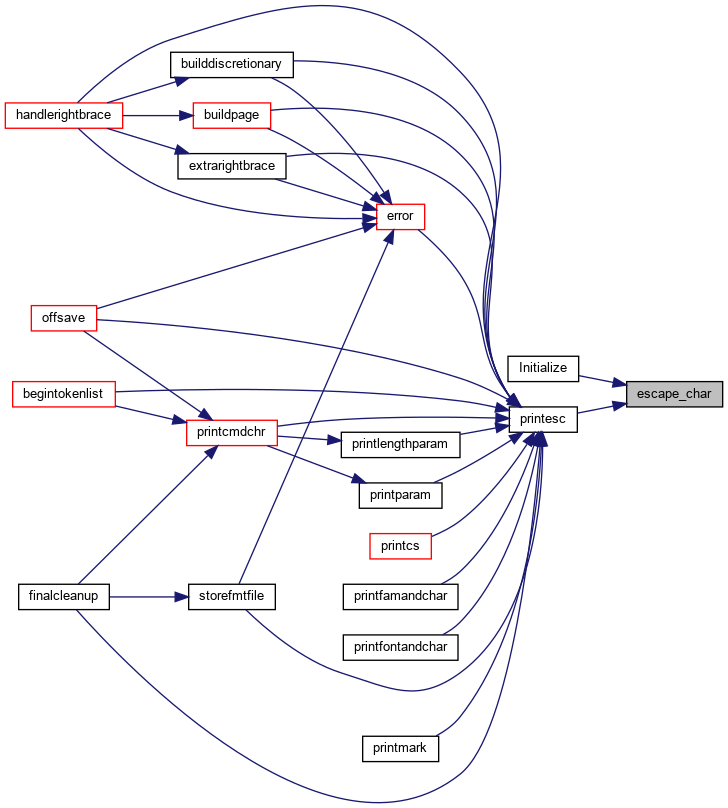 builddiscretionary
handlerightbrace
buildpage
extrarightbrace
error
offsave
Initialize
begintokenlist
escape_char
printesc
printcmdchr
printlengthparam
printparam
printcs
finalcleanup
storefmtfile
printfamandchar
printfontandchar
printmark